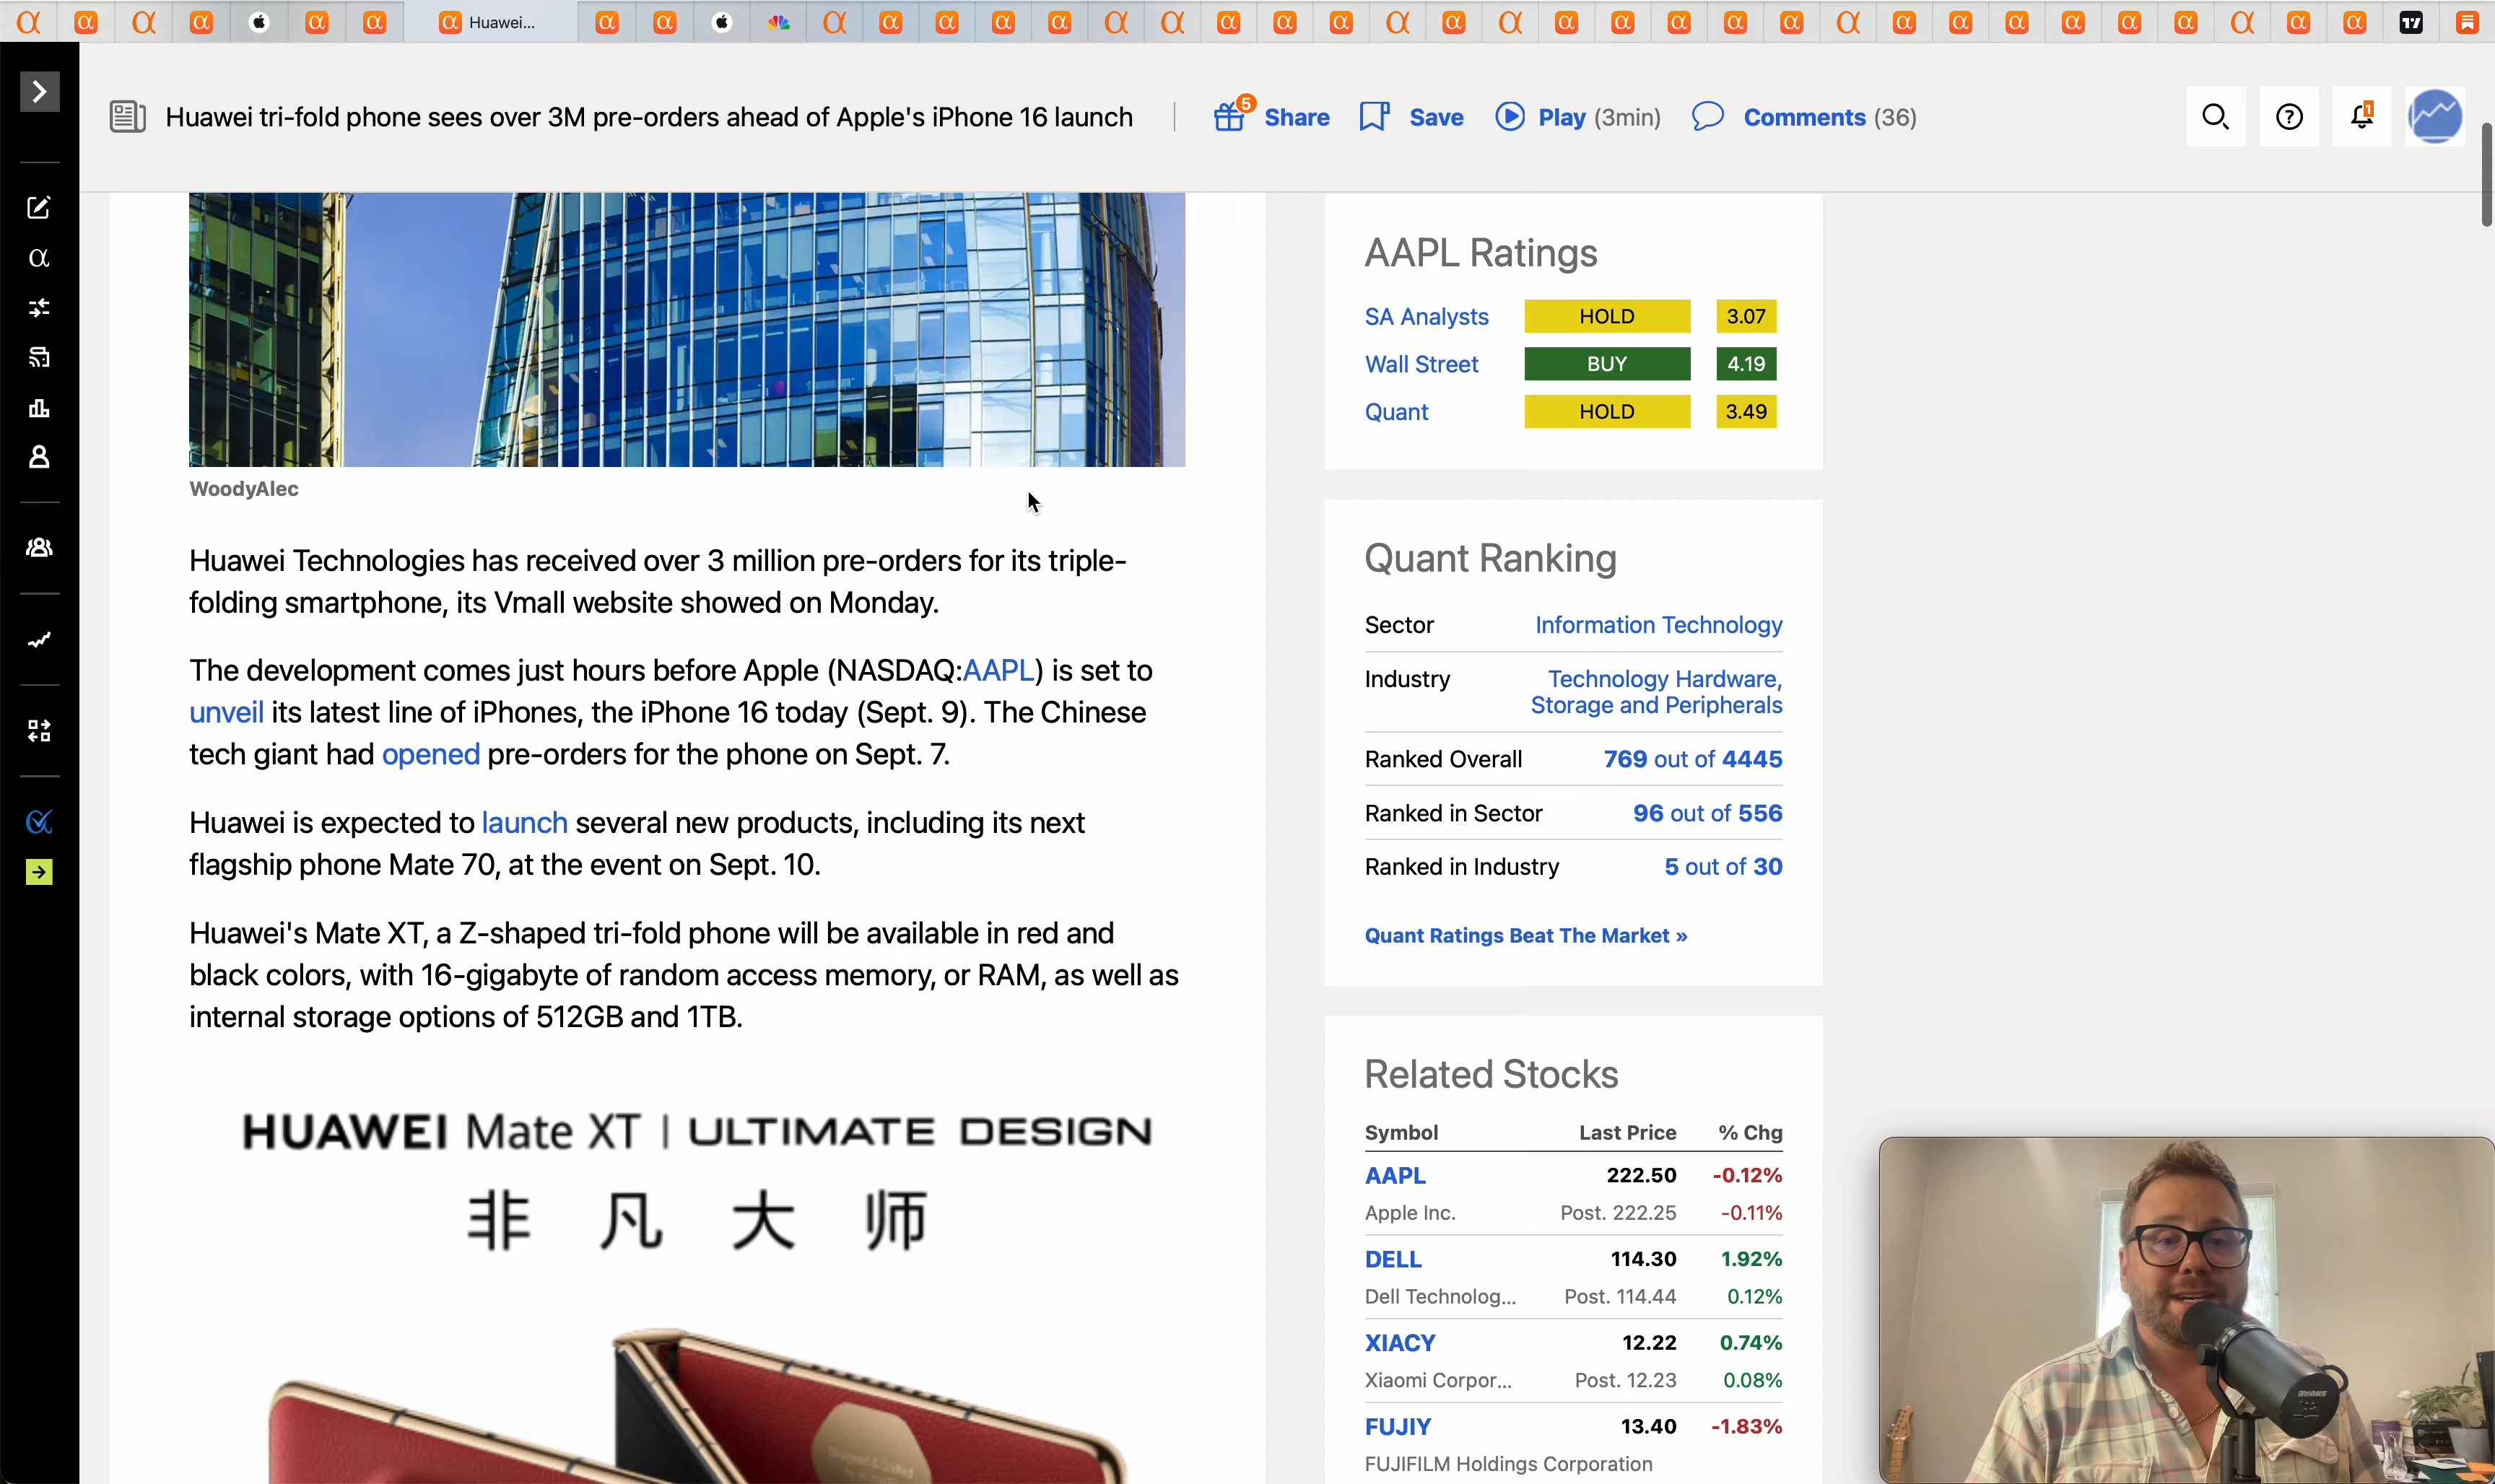 Huawei...
Huawei tri-fold phone sees over 3M pre-orders ahead of Apple's iPhone 16 launch
5
Share
Save
Play (3min)
Comments (36)
1
WoodyAlec
Huawei Technologies has received over 3 million pre-orders for its triple-
folding smartphone, its Vmall website showed on Monday.
The development comes just hours before Apple (NASDAQ:AAPL) is set to
unveil its latest line of iPhones, the iPhone 16 today (Sept. 9). The Chinese
tech giant had opened pre-orders for the phone on Sept. 7.
Huawei is expected to launch several new products, including its next
flagship phone Mate 70, at the event on Sept. 10.
Huawei's Mate XT, a Z-shaped tri-fold phone will be available in red and
black colors, with 16-gigabyte of random access memory, or RAM, as well as
internal storage options of 512GB and 1TB.
HUAWEI Mate XT | ULTIMATE DESIGN
非 凡 大 师
AAPL Ratings
SA Analysts HOLD 3.07
Wall Street BUY 4.19
Quant HOLD 3.49
Quant Ranking
Sector Information Technology
Industry Technology Hardware,
Storage and Peripherals
Ranked Overall 769 out of 4445
Ranked in Sector 96 out of 556
Ranked in Industry 5 out of 30
Quant Ratings Beat The Market »
Related Stocks
Symbol Last Price % Chg
AAPL 222.50 -0.12%
Apple Inc. Post. 222.25 -0.11%
DELL 114.30 1.92%
Dell Technolog... Post. 114.44 0.12%
XIACY 12.22 0.74%
Xiaomi Corpor... Post. 12.23 0.08%
FUJIY 13.40 -1.83%
FUJIFILM Holdings Corporation